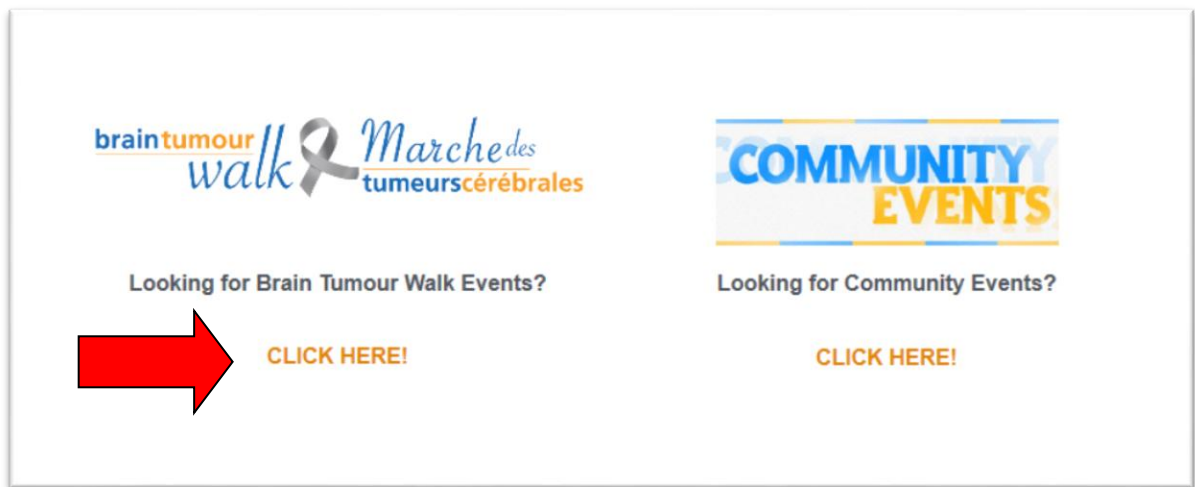 braintumour
walk
Marche des
tumeurscérébrales
Looking for Brain Tumour Walk Events?
CLICK HERE!
COMMUNITY
EVENTS
Looking for Community Events?
CLICK HERE!